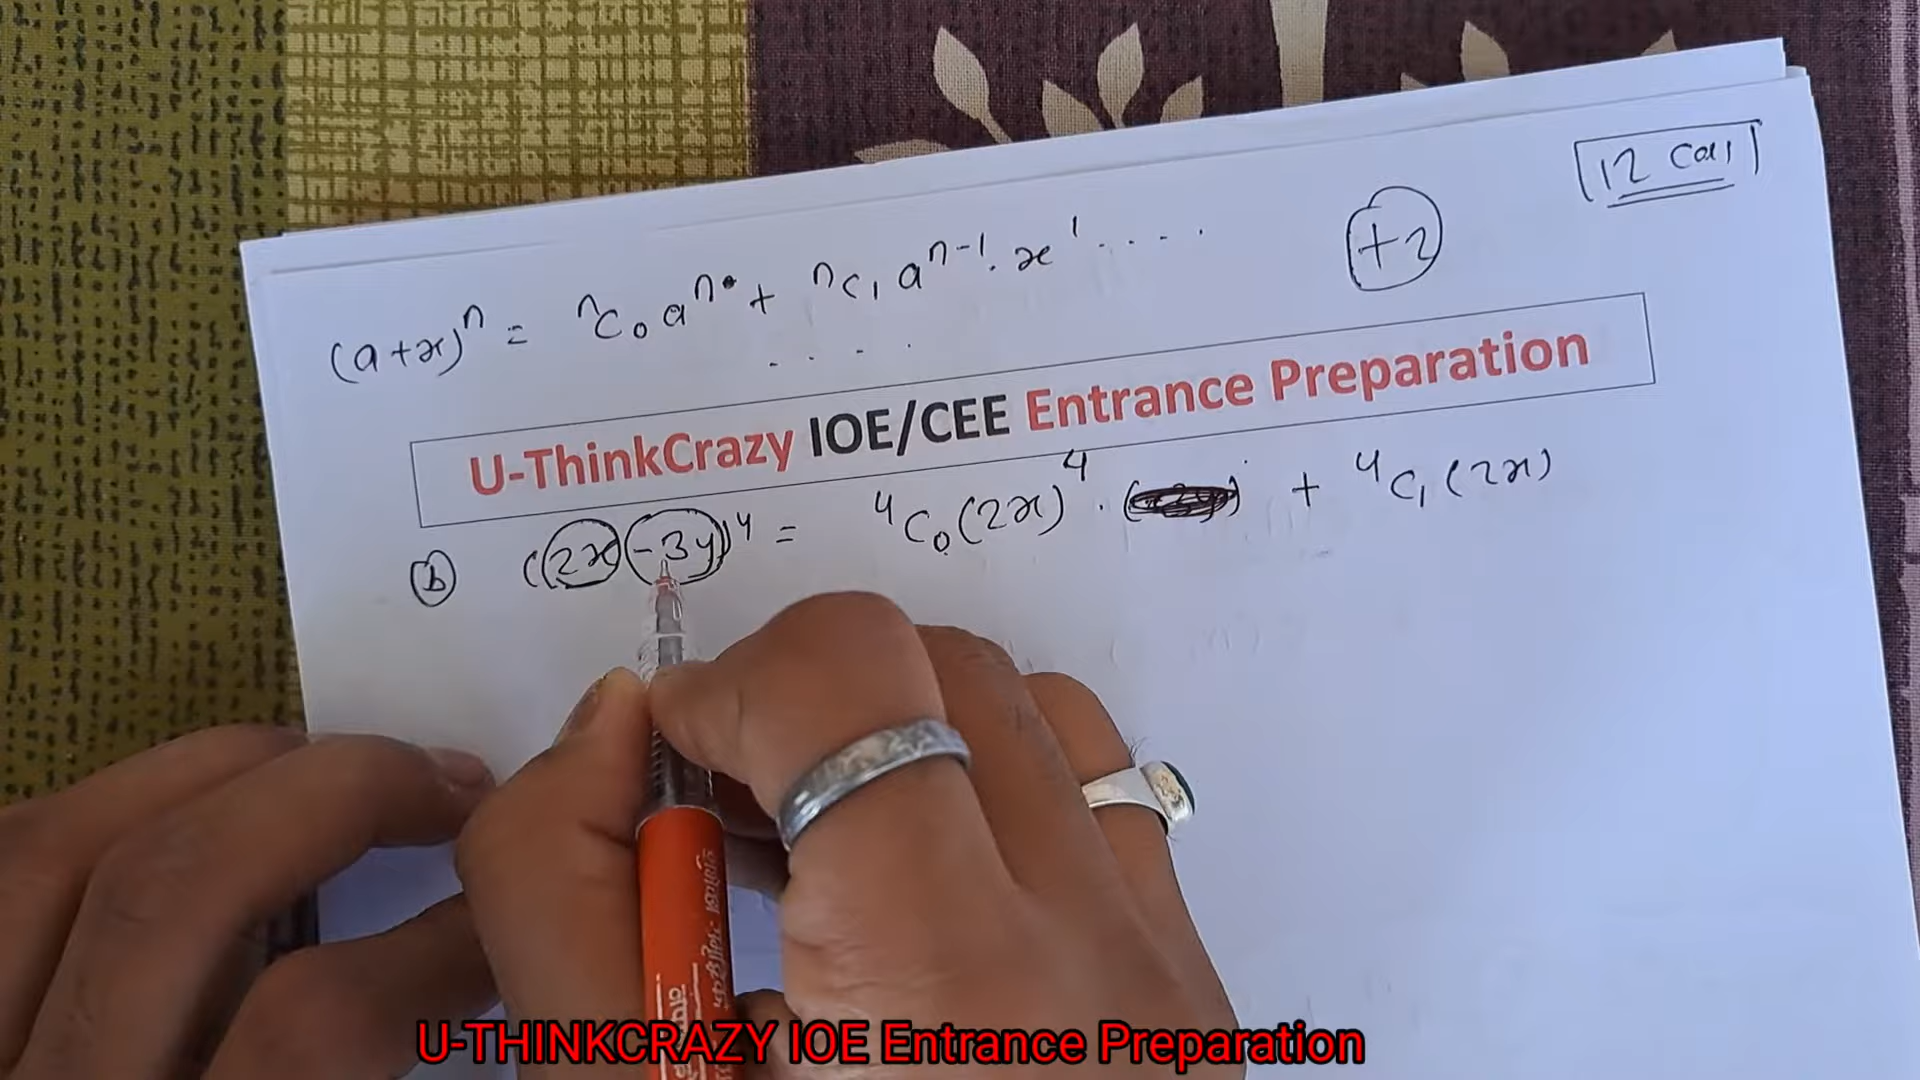 12 Cal
+2
(a+x)ⁿ = ⁿC₀ aⁿ + ⁿC₁ aⁿ⁻¹. x¹ ....
. . . .
U-ThinkCrazy IOE/CEE Entrance Preparation
(b) (2x-3y)⁴ = ⁴C₀(2x)⁴ . + ⁴C₁(2x)
U-THINKCRAZY IOE Entrance Preparation